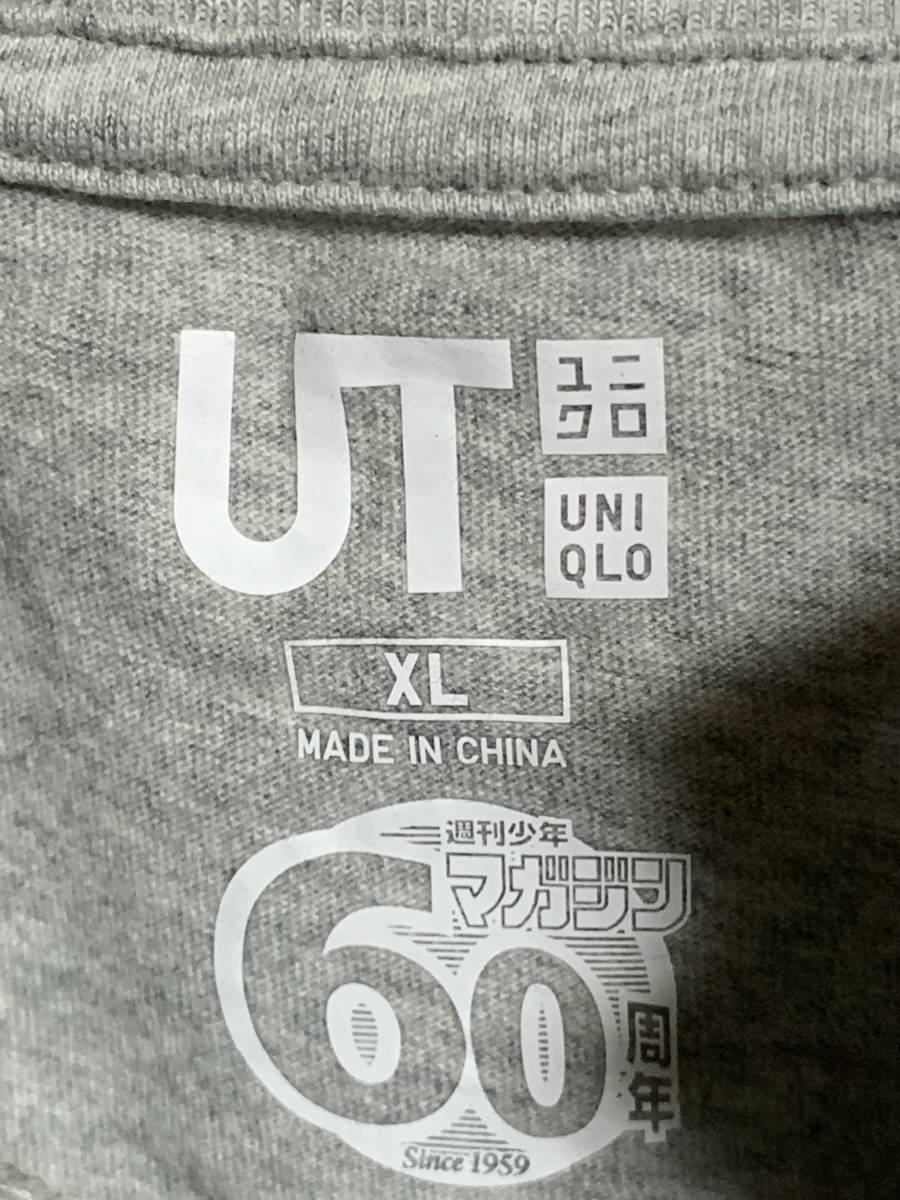 UT
ユニ
クロ
UNI
QLO
XL
MADE IN CHINA
週刊少年
マガジン
60
周年
Since 1959